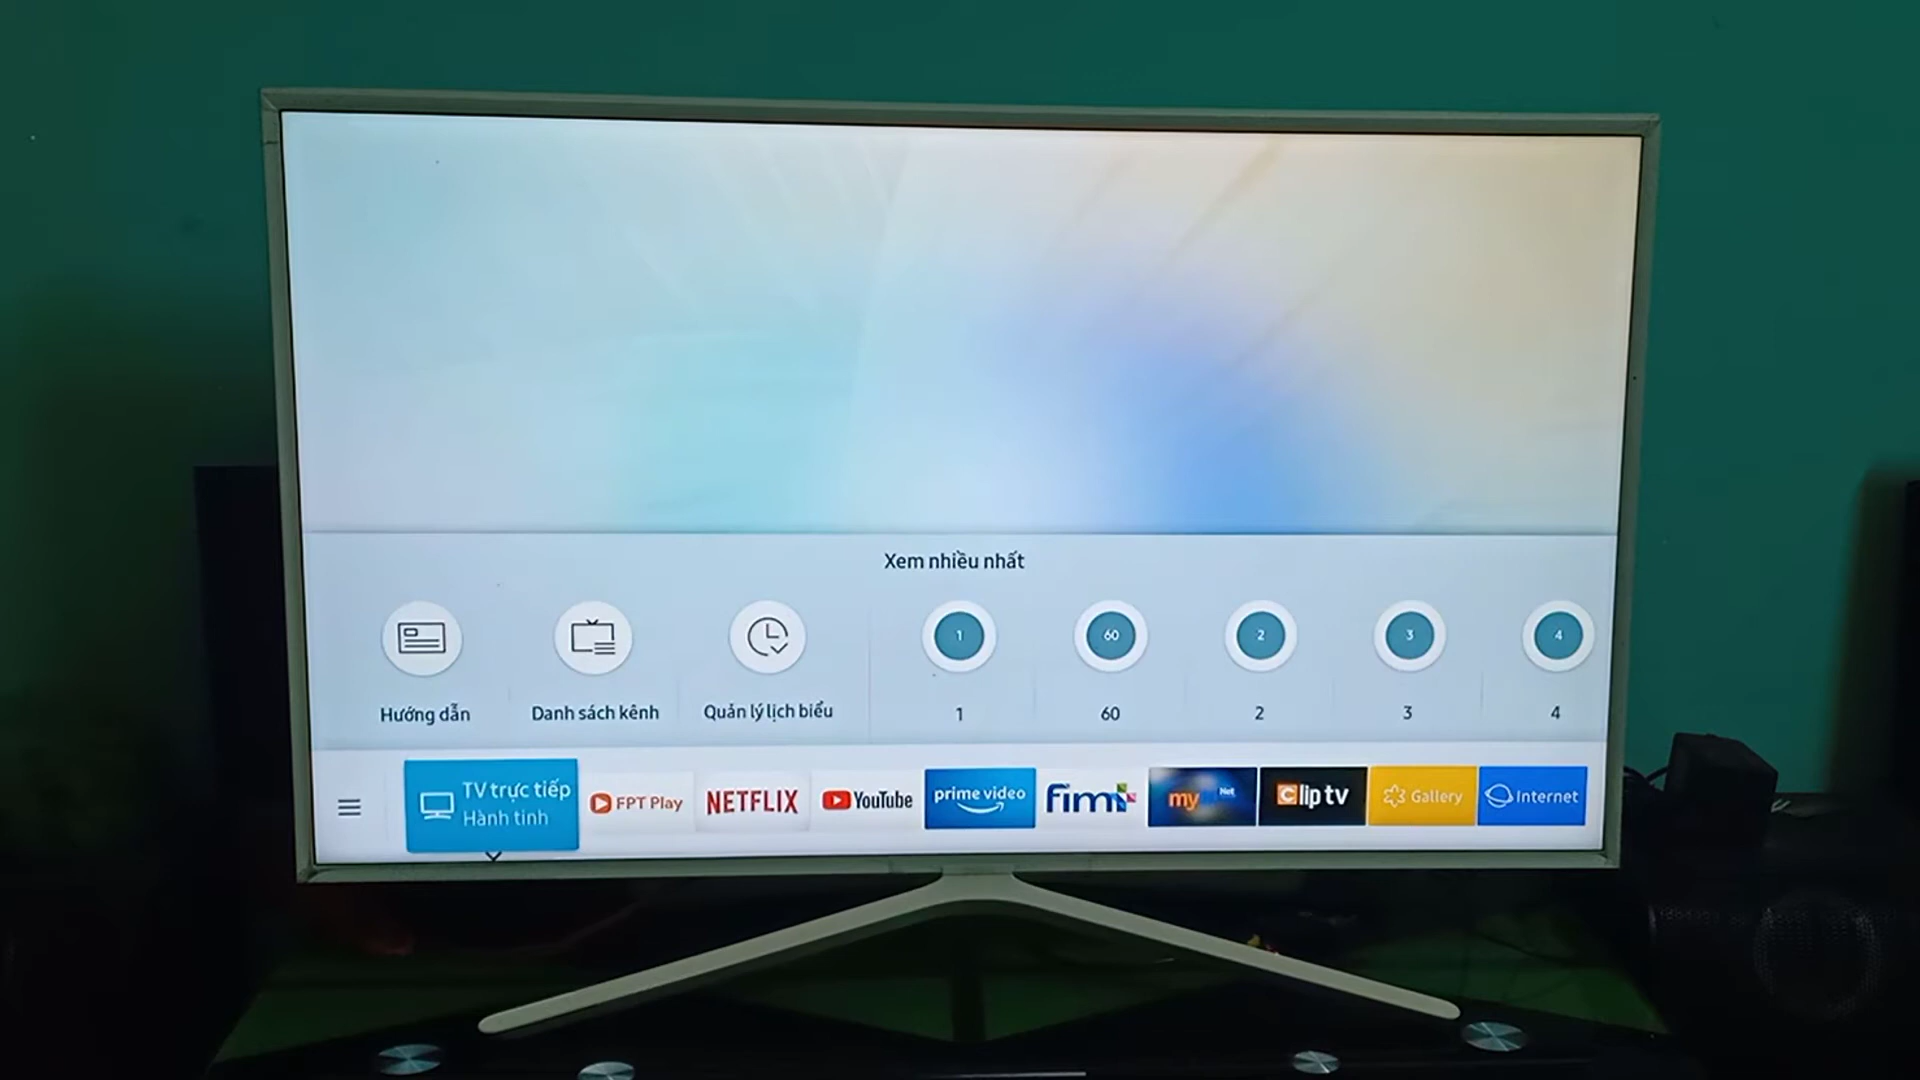 Xem nhiều nhất
1
60
2
3
4
Hướng dẫn
Danh sách kênh
Quản lý lịch biểu
1
60
2
3
4
TV trực tiếp
Hành tinh
FPT Play
NETFLIX
YouTube
prime video
fimi
my
Net
Clip tv
Gallery
Internet